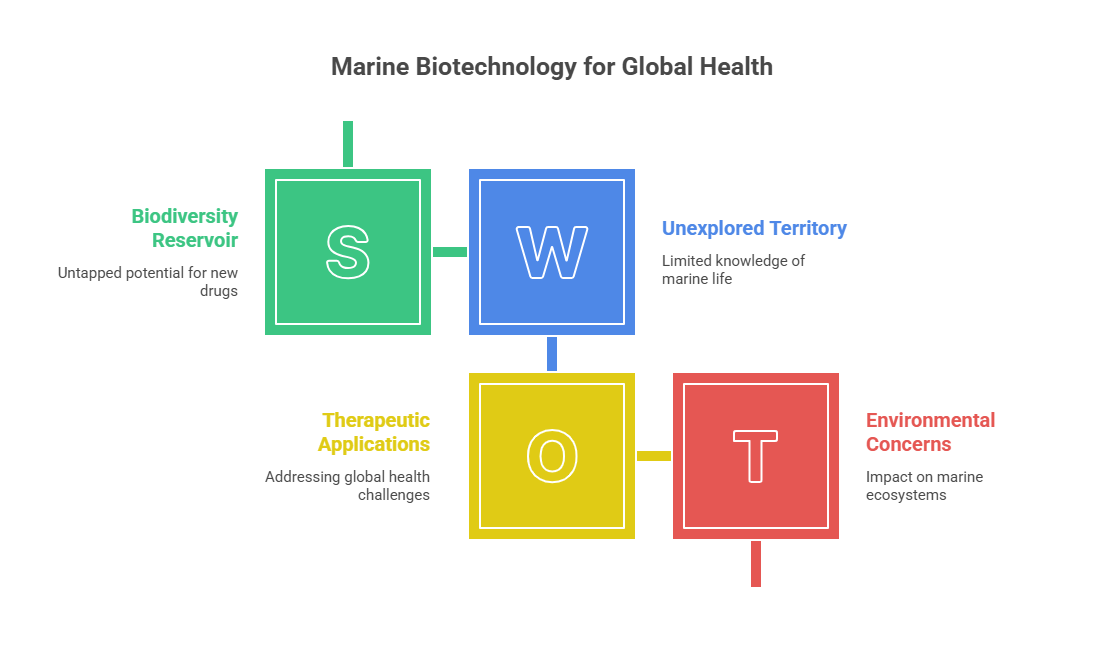 Marine Biotechnology for Global Health
Biodiversity
Reservoir
Untapped potential for new
drugs
S
W
Unexplored Territory
Limited knowledge of
marine life
Therapeutic
Applications
Addressing global health
challenges
O
T
Environmental
Concerns
Impact on marine
ecosystems